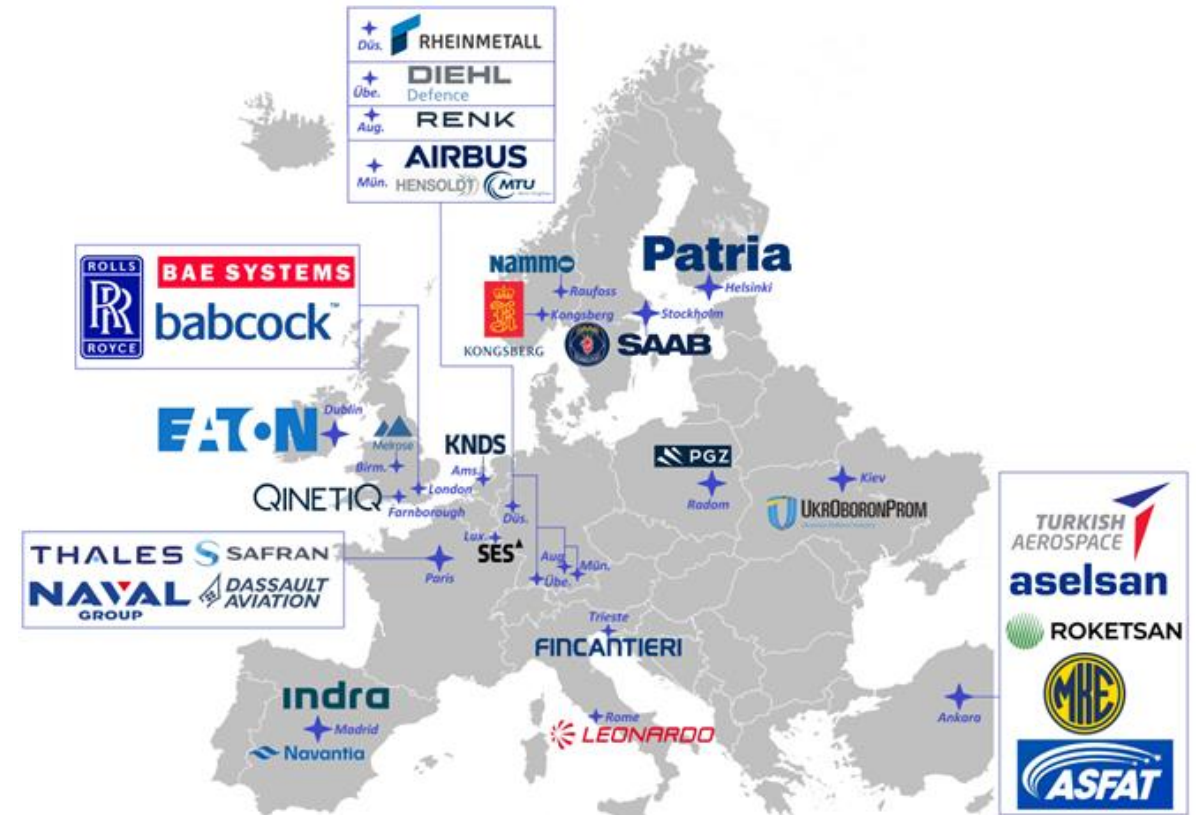 Düs.
RHEINMETALL
Übe.
DIEHL
Defence
Aug.
RENK
Mün.
AIRBUS
HENSOLDT
MTU
ROLLS
RR
ROYCE
BAE SYSTEMS
babcock™
Nammo
Raufoss
KONGSBERG
Kongsberg
Patria
Helsinki
Stockholm
SAAB
EATON
Dublin
Melrose
Birm.
KNDS
Ams.
London
QINETIQ
Farnborough
Düs.
PGZ
Radom
Kiev
UKROBORONPROM
Lux.
SES
Aug
Mün.
Übe.
THALES
SAFRAN
NAVAL
GROUP
DASSAULT
AVIATION
Paris
Trieste
FINCANTIERI
indra
Madrid
Navantia
Rome
LEONARDO
Ankara
TURKISH
AEROSPACE
aselsan
ROKETSAN
MKE
ASFAT